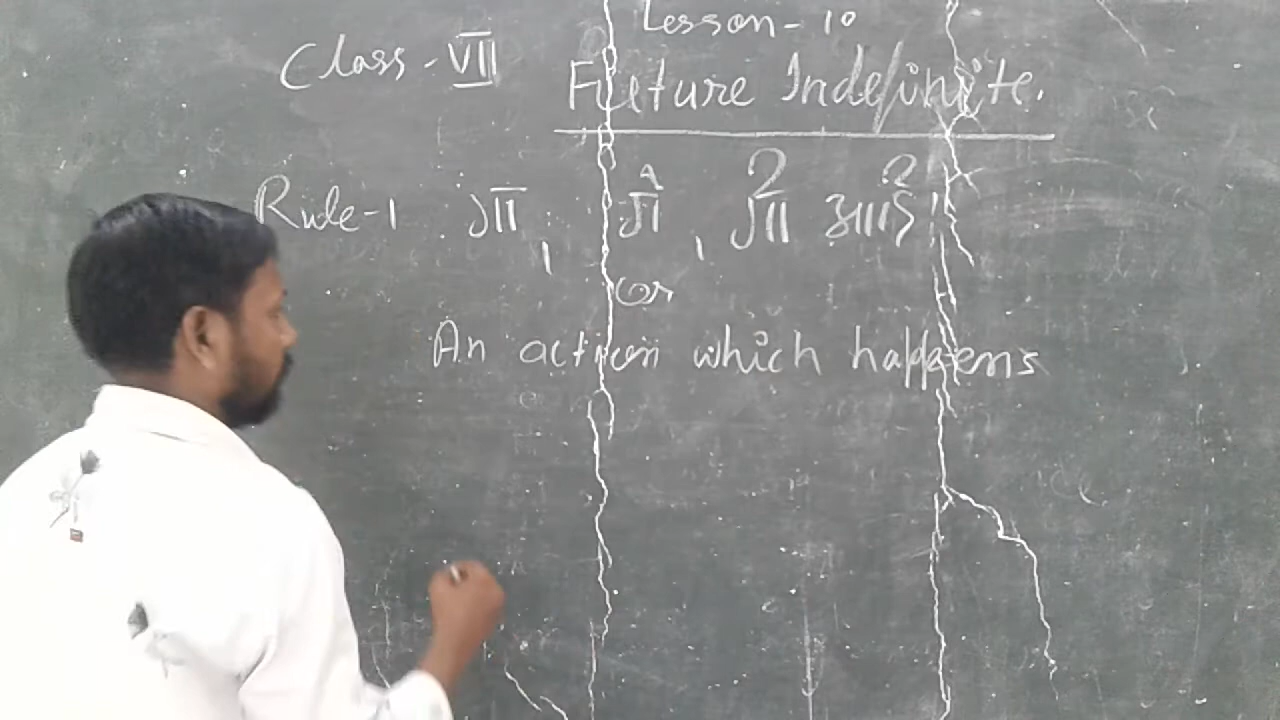 Lesson-10
Class-VII
Future Indefinite.
Rule-1 गा, गे, गी आदि।
or
An action which happens